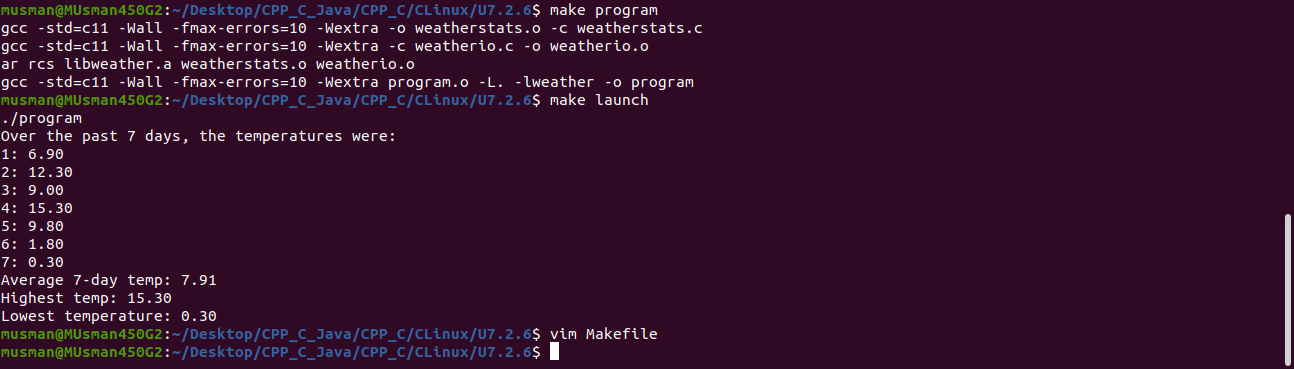 musman@MUsman450G2:~/Desktop/CPP_C_Java/CPP_C/CLinux/U7.2.6$ make program
gcc -std=c11 -Wall -fmax-errors=10 -Wextra -o weatherstats.o -c weatherstats.c
gcc -std=c11 -Wall -fmax-errors=10 -Wextra -c weatherio.c -o weatherio.o
ar rcs libweather.a weatherstats.o weatherio.o
gcc -std=c11 -Wall -fmax-errors=10 -Wextra program.o -L. -lweather -o program
musman@MUsman450G2:~/Desktop/CPP_C_Java/CPP_C/CLinux/U7.2.6$ make launch
./program
Over the past 7 days, the temperatures were:
1: 6.90
2: 12.30
3: 9.00
4: 15.30
5: 9.80
6: 1.80
7: 0.30
Average 7-day temp: 7.91
Highest temp: 15.30
Lowest temperature: 0.30
musman@MUsman450G2:~/Desktop/CPP_C_Java/CPP_C/CLinux/U7.2.6$ vim Makefile
musman@MUsman450G2:~/Desktop/CPP_C_Java/CPP_C/CLinux/U7.2.6$